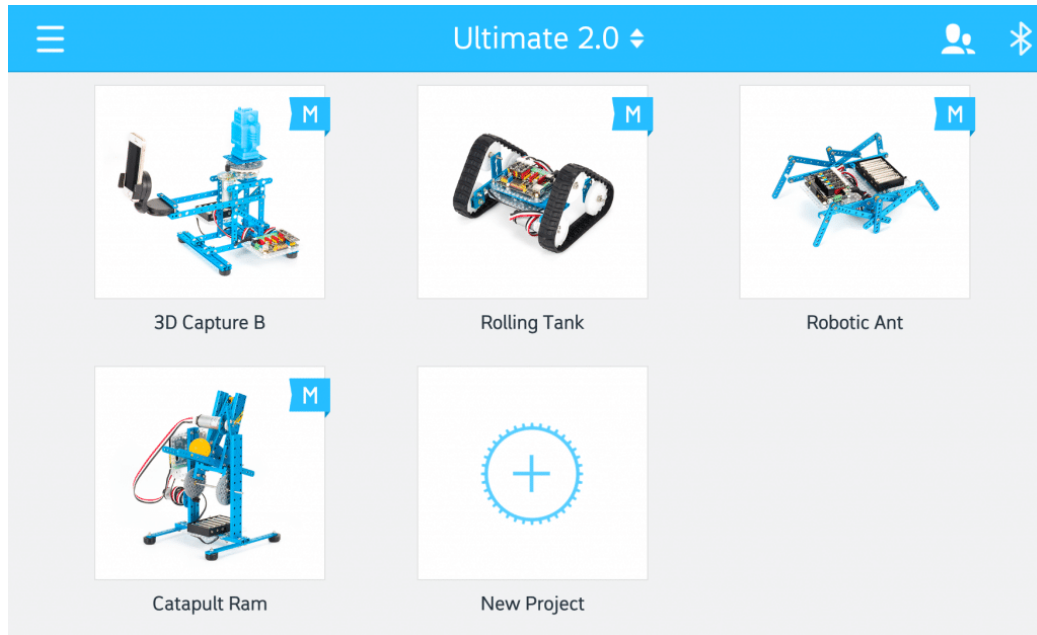 Ultimate 2.0
M
M
M
3D Capture B
Rolling Tank
Robotic Ant
M
Catapult Ram
New Project